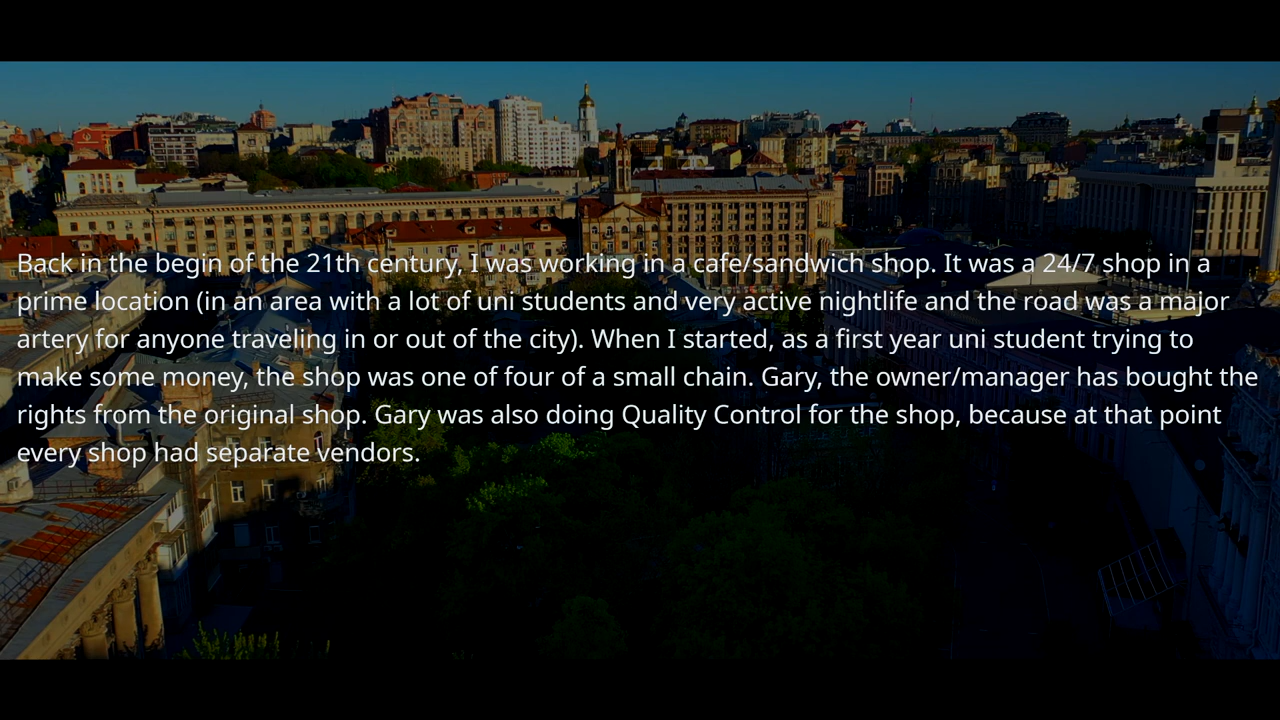 Back in the begin of the 21th century, I was working in a cafe/sandwich shop. It was a 24/7 shop in a
prime location (in an area with a lot of uni students and very active nightlife and the road was a major
artery for anyone traveling in or out of the city). When I started, as a first year uni student trying to
make some money, the shop was one of four of a small chain. Gary, the owner/manager has bought the
rights from the original shop. Gary was also doing Quality Control for the shop, because at that point
every shop had separate vendors.